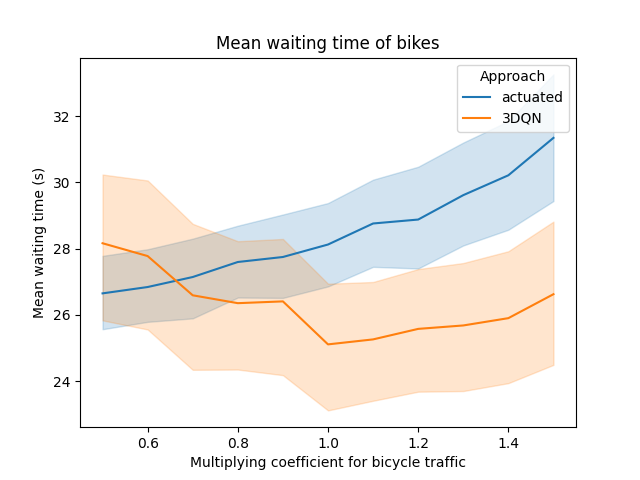 Mean waiting time of bikes
Approach
actuated
3DQN
32
30
28
26
24
Mean waiting time (s)
0.6 0.8 1.0 1.2 1.4
Multiplying coefficient for bicycle traffic